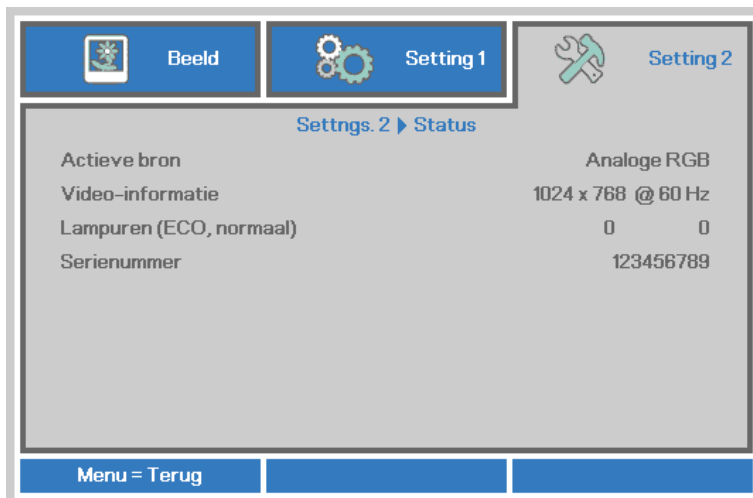 Beeld
Setting 1
Setting 2
Settngs. 2 ▶ Status
Actieve bron Analoge RGB
Video-informatie 1024 x 768 @ 60 Hz
Lampuren (ECO, normaal) 0 0
Serienummer 123456789
Menu = Terug